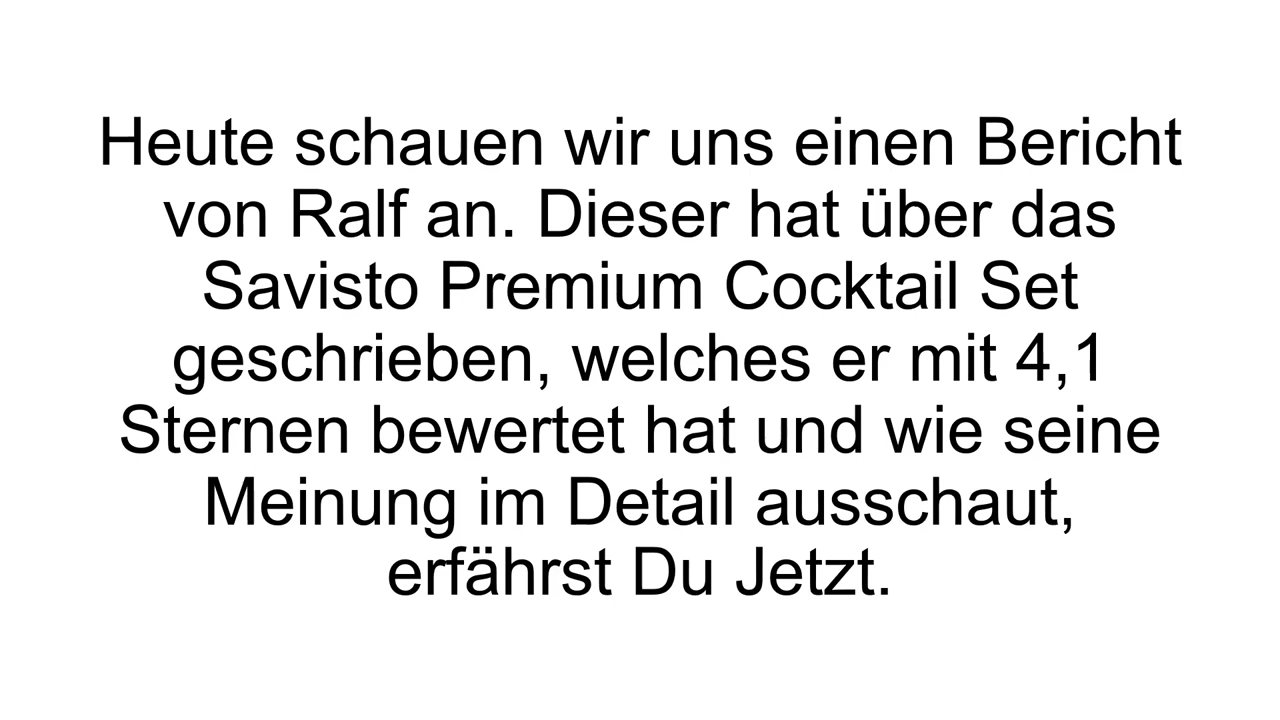 Heute schauen wir uns einen Bericht
von Ralf an. Dieser hat über das
Savisto Premium Cocktail Set
geschrieben, welches er mit 4,1
Sternen bewertet hat und wie seine
Meinung im Detail ausschaut,
erfährst Du Jetzt.